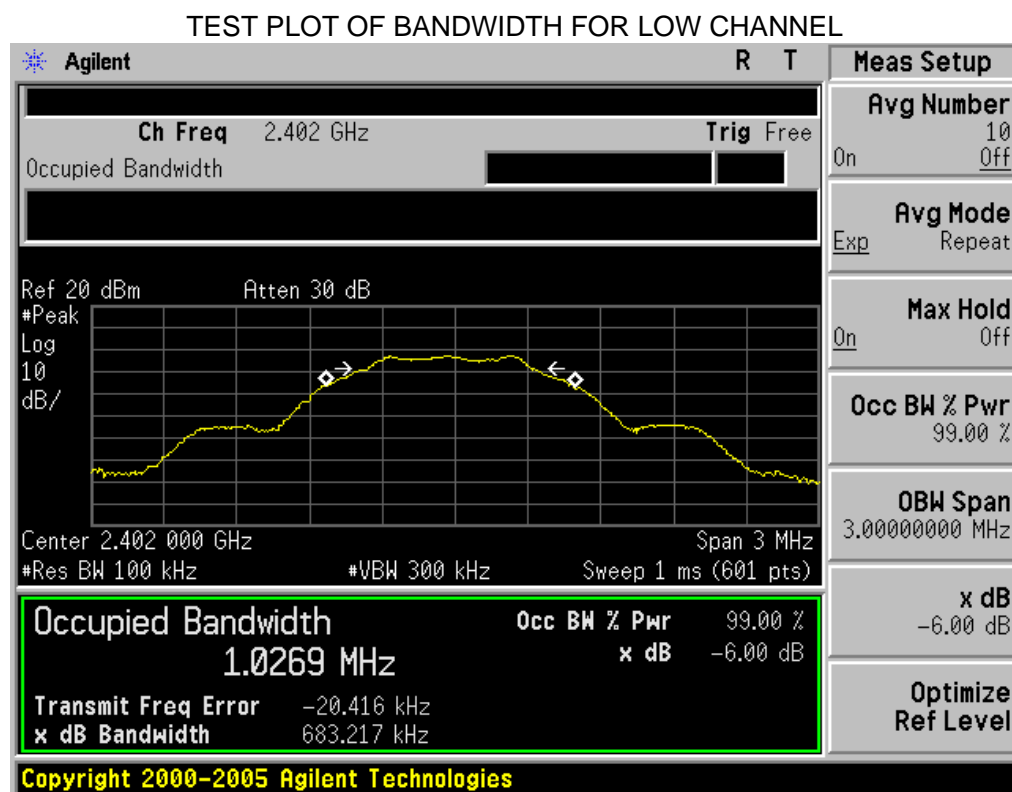 TEST PLOT OF BANDWIDTH FOR LOW CHANNEL
Agilent R T
Ch Freq 2.402 GHz Trig Free
Occupied Bandwidth
Ref 20 dBm Atten 30 dB
#Peak
Log
10
dB/
Center 2.402 000 GHz Span 3 MHz
#Res BW 100 kHz #VBW 300 kHz Sweep 1 ms (601 pts)
Occupied Bandwidth Occ BW % Pwr 99.00 %
1.0269 MHz x dB -6.00 dB
Transmit Freq Error -20.416 kHz
x dB Bandwidth 683.217 kHz
Copyright 2000-2005 Agilent Technologies
Meas Setup
Avg Number
10
On Off
Avg Mode
Exp Repeat
Max Hold
On Off
Occ BW % Pwr
99.00 %
OBW Span
3.00000000 MHz
x dB
-6.00 dB
Optimize
Ref Level